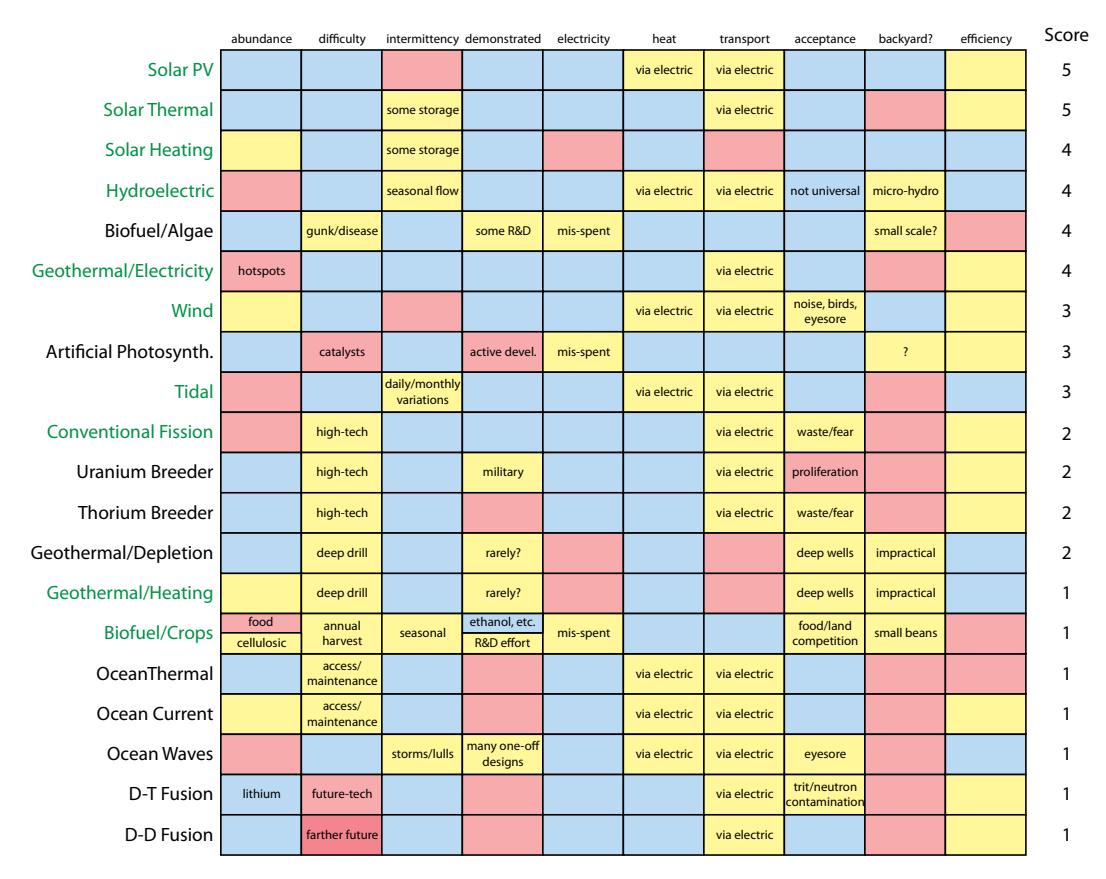 abundance difficulty intermittency demonstrated electricity heat transport acceptance backyard? efficiency Score
Solar PV via electric via electric 5
Solar Thermal some storage via electric 5
Solar Heating some storage 4
Hydroelectric seasonal flow via electric via electric not universal micro-hydro 4
Biofuel/Algae gunk/disease some R&D mis-spent small scale? 4
Geothermal/Electricity hotspots via electric 4
Wind via electric via electric noise, birds, eyesore 3
Artificial Photosynth. catalysts active devel. mis-spent ? 3
Tidal daily/monthly variations via electric via electric 3
Conventional Fission high-tech via electric waste/fear 2
Uranium Breeder high-tech military via electric proliferation 2
Thorium Breeder high-tech via electric waste/fear 2
Geothermal/Depletion deep drill rarely? deep wells impractical 2
Geothermal/Heating deep drill rarely? deep wells impractical 1
Biofuel/Crops food cellulosic annual harvest seasonal ethanol, etc. R&D effort mis-spent food/land competition small beans 1
OceanThermal access/ maintenance via electric via electric 1
Ocean Current access/ maintenance via electric via electric 1
Ocean Waves storms/lulls many one-off designs via electric via electric eyesore 1
D-T Fusion lithium future-tech via electric trit/neutron contamination 1
D-D Fusion farther future via electric 1